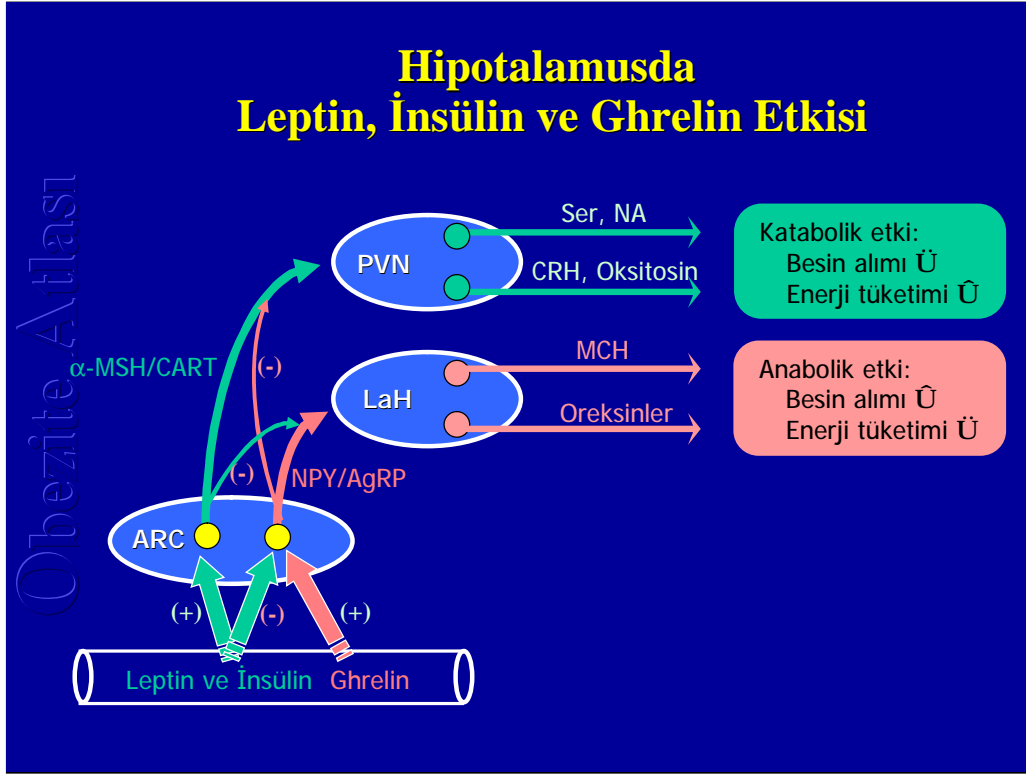 Hipotalamusda
Leptin, İnsülin ve Ghrelin Etkisi
Obezite Atlası
Ser, NA
PVN
CRH, Oksitosin
Katabolik etki:
Besin alımı Ü
Enerji tüketimi Û
α-MSH/CART
(-)
MCH
LaH
Oreksinler
Anabolik etki:
Besin alımı Û
Enerji tüketimi Ü
(-)
NPY/AgRP
ARC
(+)
(-)
(+)
Leptin ve İnsülin
Ghrelin